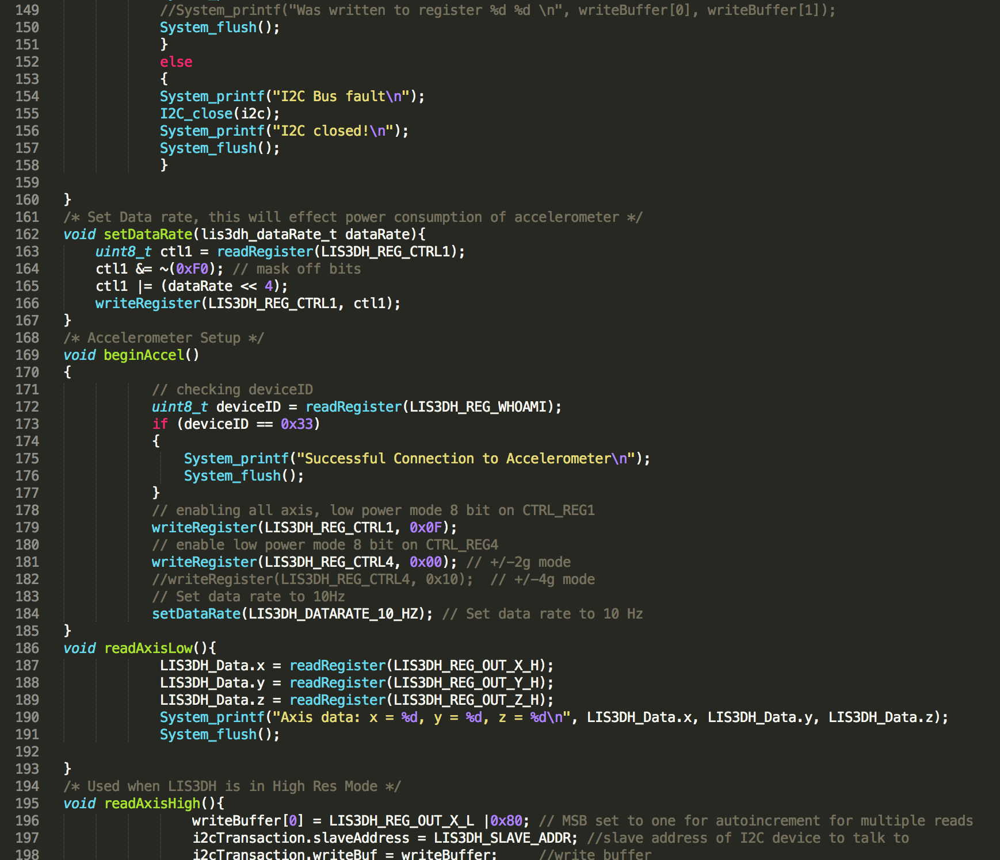 149 //System_printf("Was written to register %d %d \n", writeBuffer[0], writeBuffer[1]);
150 System_flush();
151 }
152 else
153 {
154 System_printf("I2C Bus fault\n");
155 I2C_close(i2c);
156 System_printf("I2C closed!\n");
157 System_flush();
158 }
159
160 }
161 /* Set Data rate, this will effect power consumption of accelerometer */
162 void setDataRate(lis3dh_dataRate_t dataRate){
163 uint8_t ctl1 = readRegister(LIS3DH_REG_CTRL1);
164 ctl1 &= ~(0xF0); // mask off bits
165 ctl1 |= (dataRate << 4);
166 writeRegister(LIS3DH_REG_CTRL1, ctl1);
167 }
168 /* Accelerometer Setup */
169 void beginAccel()
170 {
171 // checking deviceID
172 uint8_t deviceID = readRegister(LIS3DH_REG_WHOAMI);
173 if (deviceID == 0x33)
174 {
175 System_printf("Successful Connection to Accelerometer\n");
176 System_flush();
177 }
178 // enabling all axis, low power mode 8 bit on CTRL_REG1
179 writeRegister(LIS3DH_REG_CTRL1, 0x0F);
180 // enable low power mode 8 bit on CTRL_REG4
181 writeRegister(LIS3DH_REG_CTRL4, 0x00); // +/-2g mode
182 //writeRegister(LIS3DH_REG_CTRL4, 0x10); // +/-4g mode
183 // Set data rate to 10Hz
184 setDataRate(LIS3DH_DATARATE_10_HZ); // Set data rate to 10 Hz
185 }
186 void readAxisLow(){
187 LIS3DH_Data.x = readRegister(LIS3DH_REG_OUT_X_H);
188 LIS3DH_Data.y = readRegister(LIS3DH_REG_OUT_Y_H);
189 LIS3DH_Data.z = readRegister(LIS3DH_REG_OUT_Z_H);
190 System_printf("Axis data: x = %d, y = %d, z = %d\n", LIS3DH_Data.x, LIS3DH_Data.y, LIS3DH_Data.z);
191 System_flush();
192
193 }
194 /* Used when LIS3DH is in High Res Mode */
195 void readAxisHigh(){
196 writeBuffer[0] = LIS3DH_REG_OUT_X_L |0x80; // MSB set to one for autoincrement for multiple reads
197 i2cTransaction.slaveAddress = LIS3DH_SLAVE_ADDR; //slave address of I2C device to talk to
198 i2cTransaction.writeBuf = writeBuffer; //write buffer